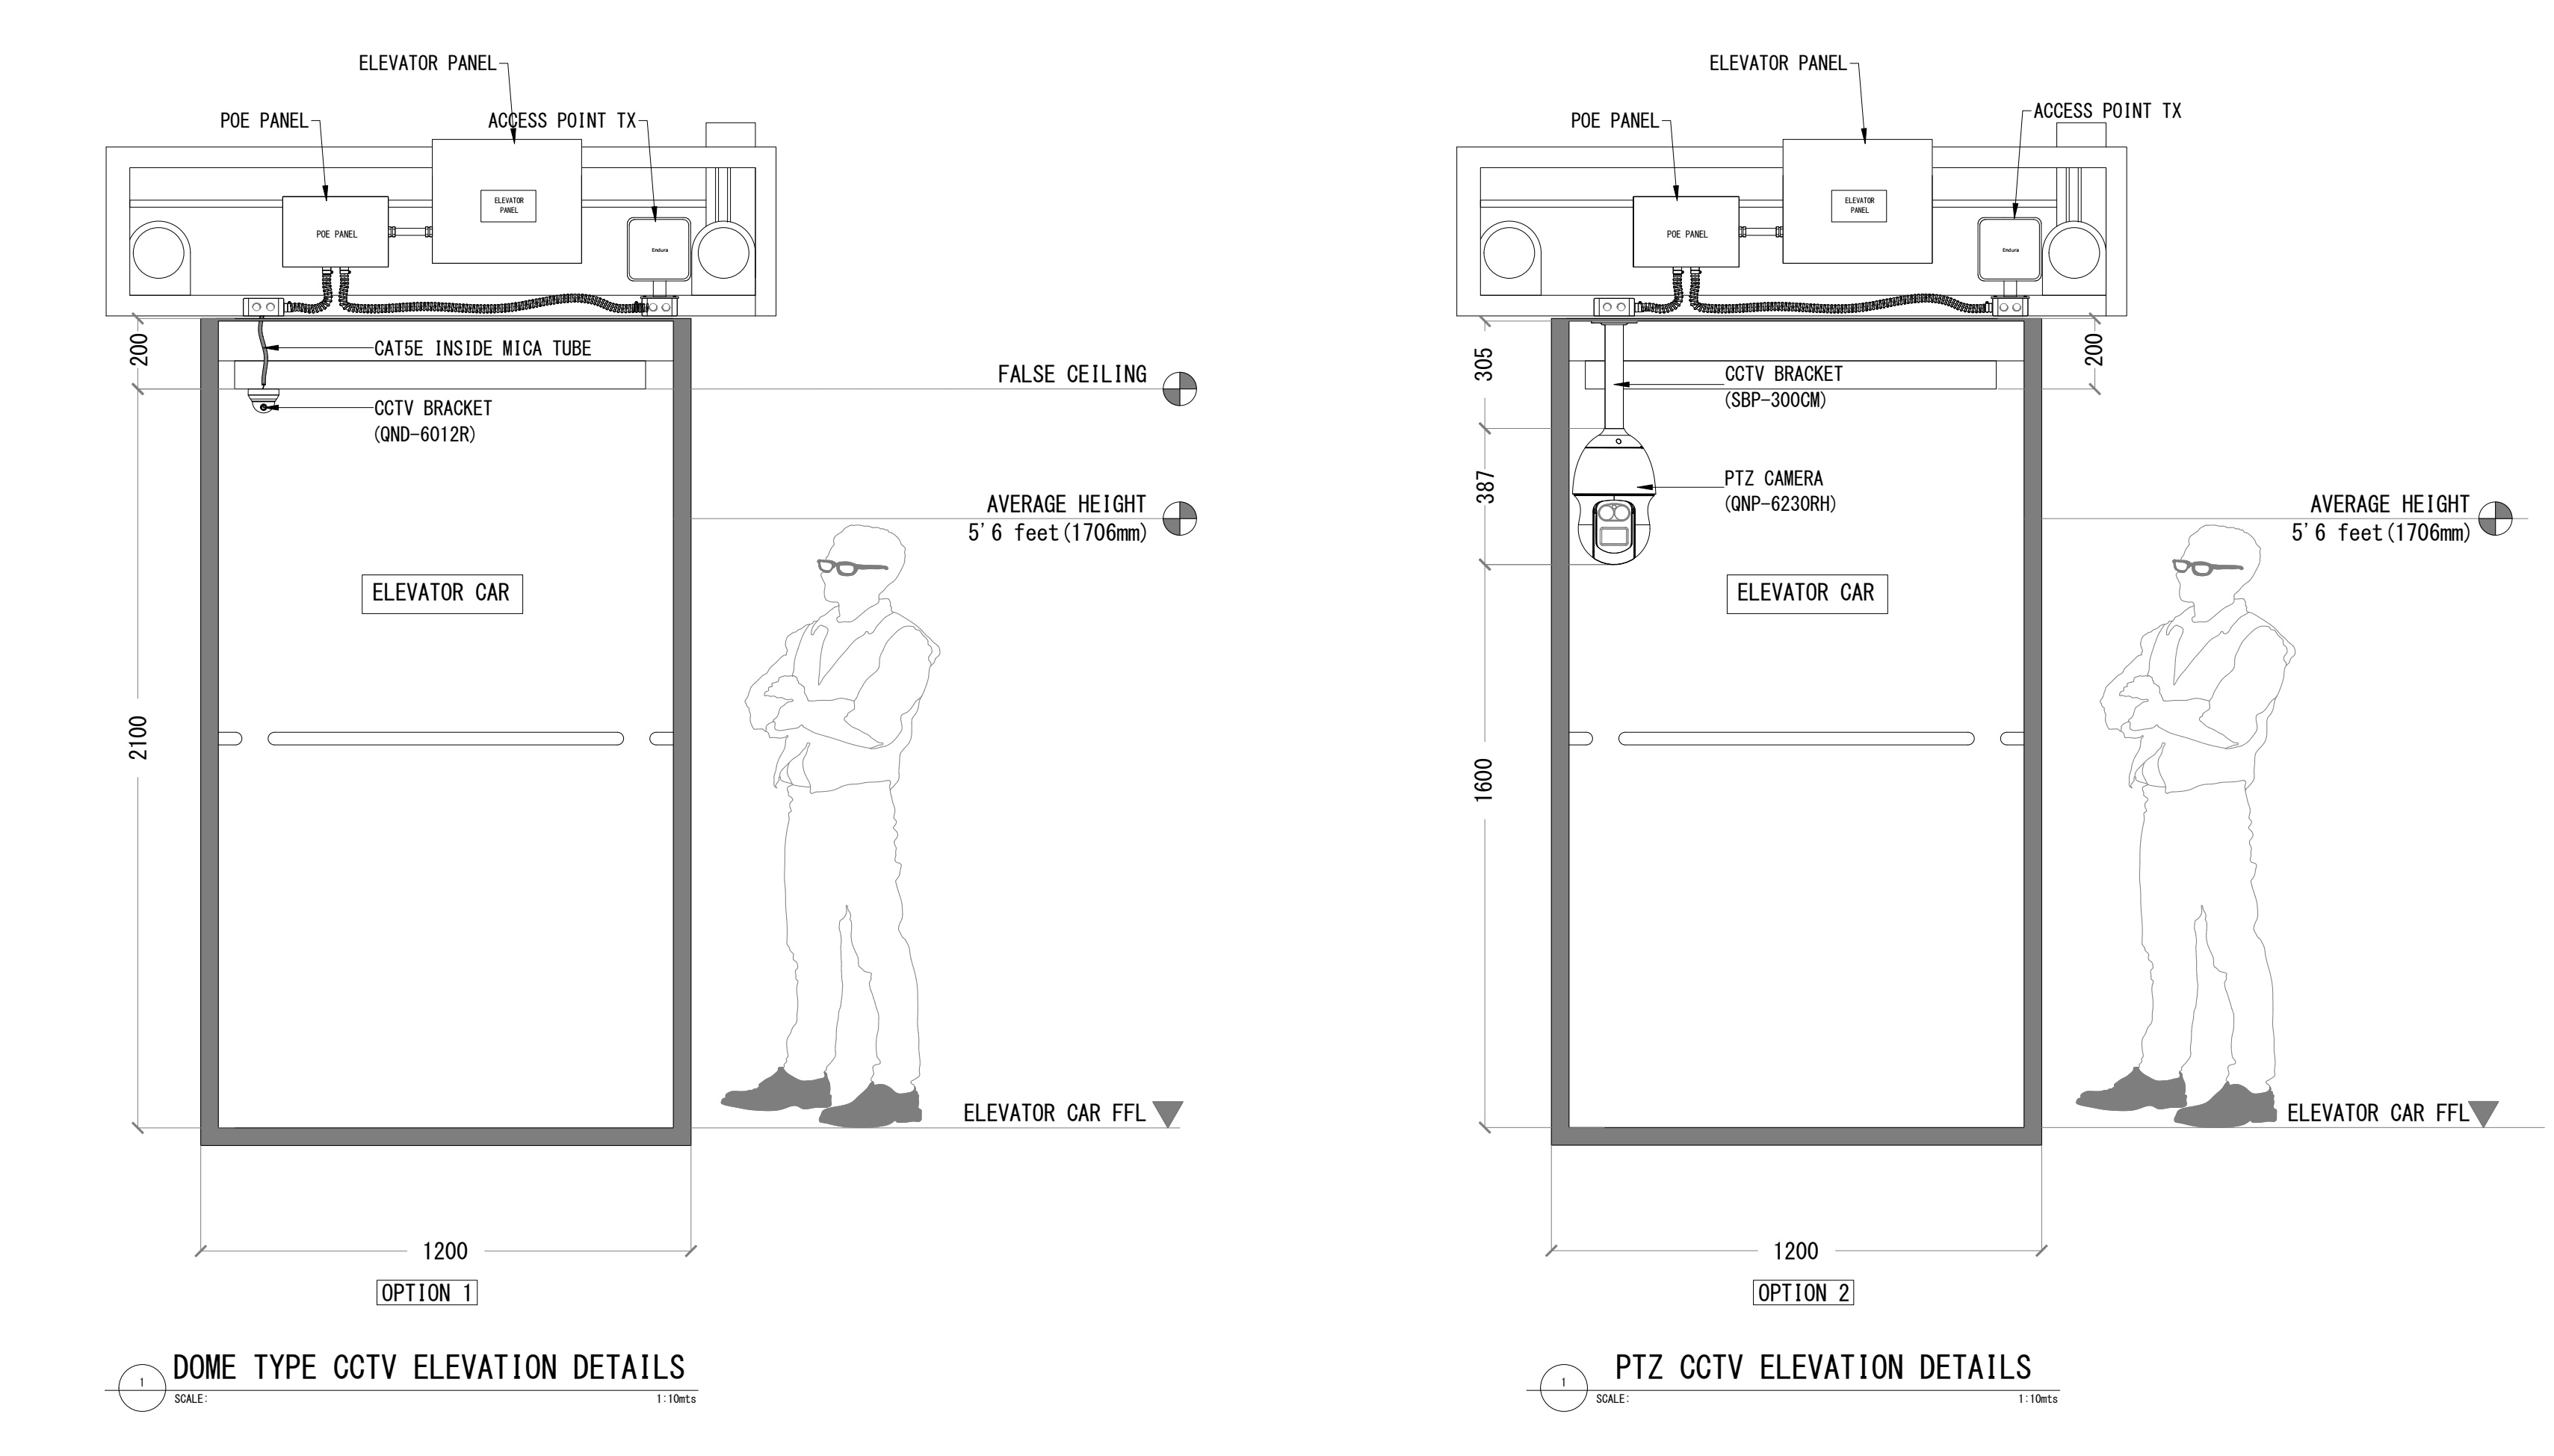 ELEVATOR PANEL
POE PANEL
ACCESS POINT TX
ELEVATOR
PANEL
POE PANEL
Endura
200
CAT5E INSIDE MICA TUBE
FALSE CEILING
CCTV BRACKET
(QND-6012R)
AVERAGE HEIGHT
5'6 feet(1706mm)
ELEVATOR CAR
2100
ELEVATOR CAR FFL
1200
OPTION 1
1
DOME TYPE CCTV ELEVATION DETAILS
SCALE:
1:10mts
ELEVATOR PANEL
POE PANEL
ACCESS POINT TX
ELEVATOR
PANEL
POE PANEL
Endura
305
200
CCTV BRACKET
(SBP-300CM)
387
PTZ CAMERA
(QNP-6230RH)
AVERAGE HEIGHT
5'6 feet(1706mm)
ELEVATOR CAR
1600
ELEVATOR CAR FFL
1200
OPTION 2
1
PTZ CCTV ELEVATION DETAILS
SCALE:
1:10mts